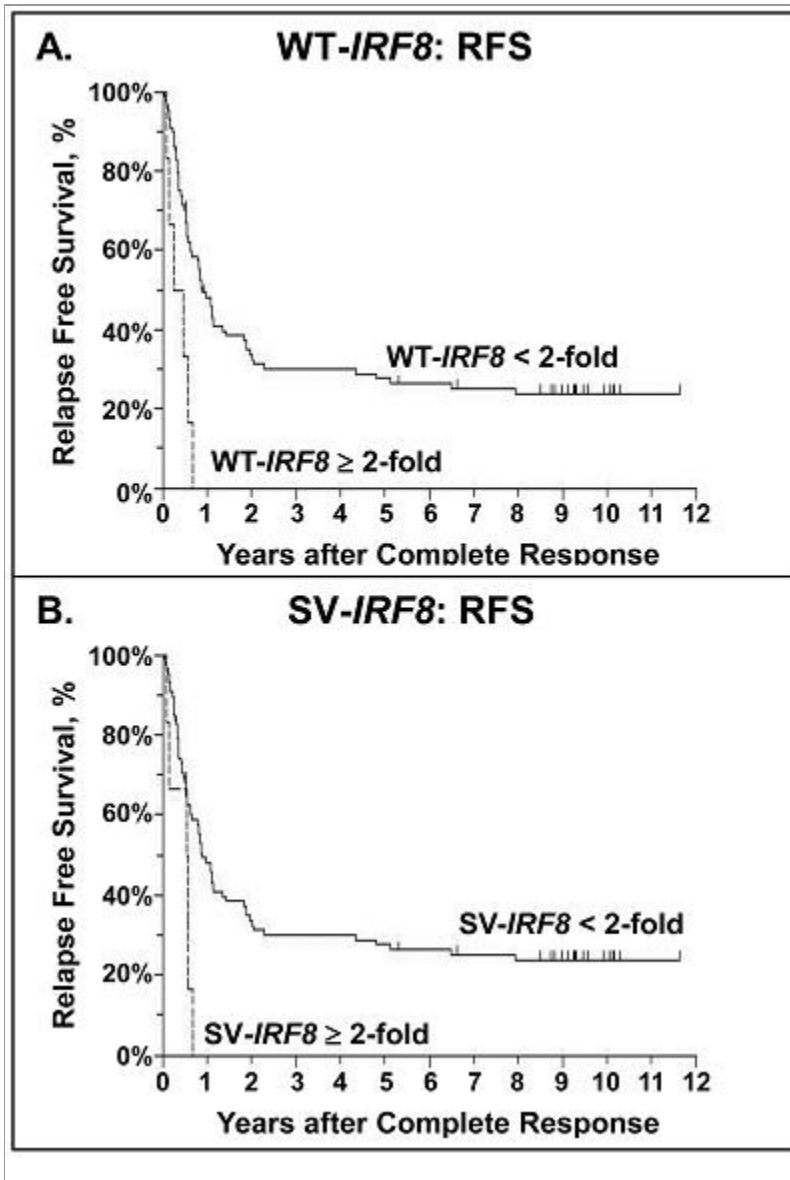 A. WT-IRF8: RFS
Relapse Free Survival, %
100%
80%
60%
40%
20%
0%
WT-IRF8 < 2-fold
WT-IRF8 ≥ 2-fold
0 1 2 3 4 5 6 7 8 9 10 11 12
Years after Complete Response
B. SV-IRF8: RFS
Relapse Free Survival, %
100%
80%
60%
40%
20%
0%
SV-IRF8 < 2-fold
SV-IRF8 ≥ 2-fold
0 1 2 3 4 5 6 7 8 9 10 11 12
Years after Complete Response